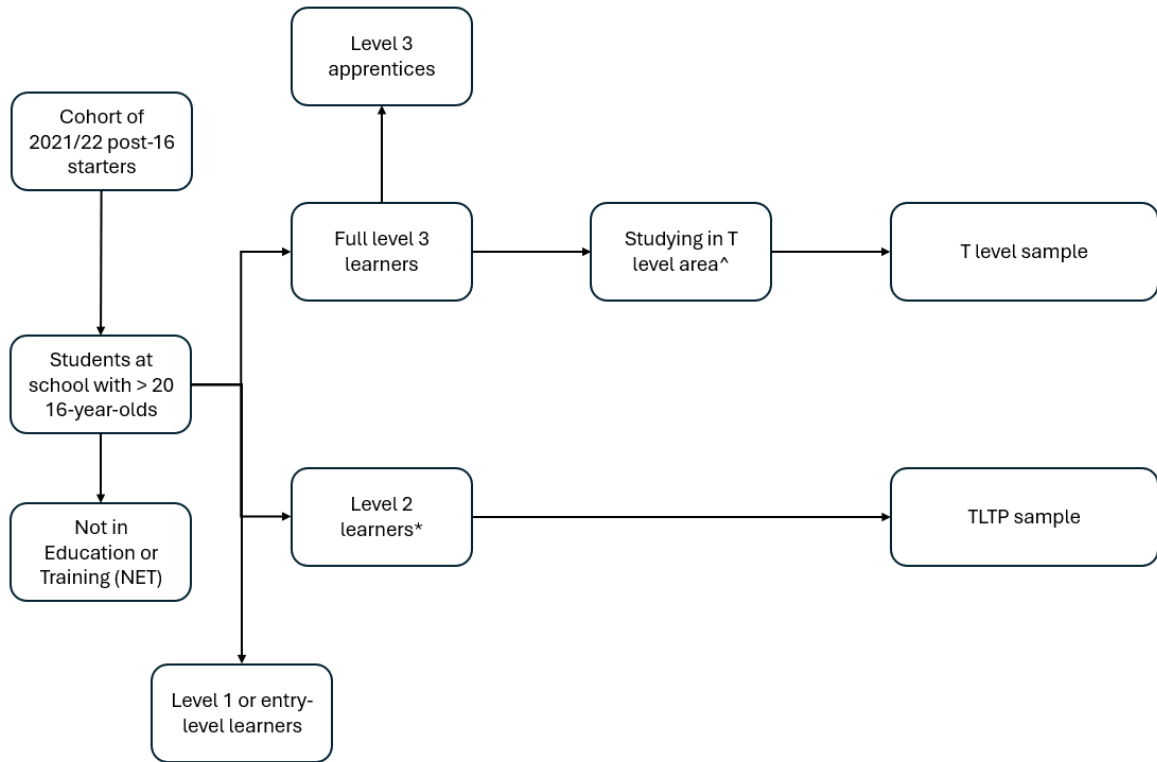 Level 3
apprentices
Cohort of
2021/22 post-16
starters
Full level 3
learners
Studying in T
level area^
T level sample
Students at
school with > 20
16-year-olds
Level 2
learners*
TLTP sample
Not in
Education or
Training (NET)
Level 1 or entry-
level learners